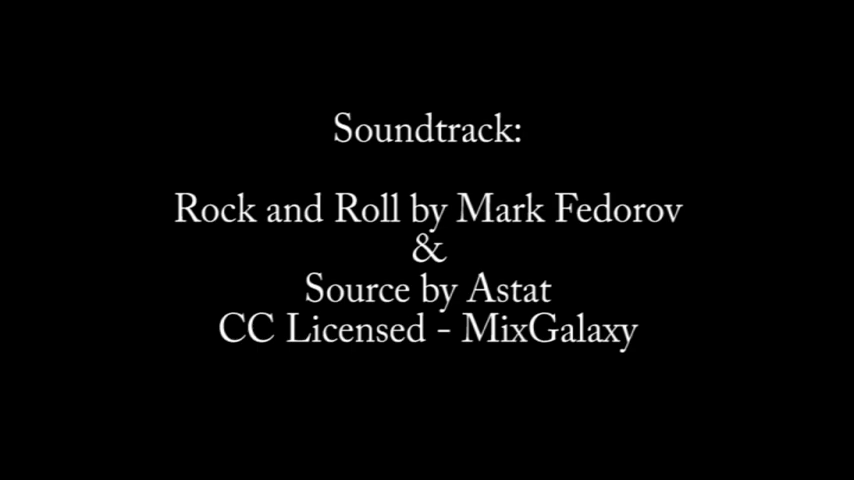 Soundtrack:
Rock and Roll by Mark Fedorov
&
Source by Astat
CC Licensed - MixGalaxy